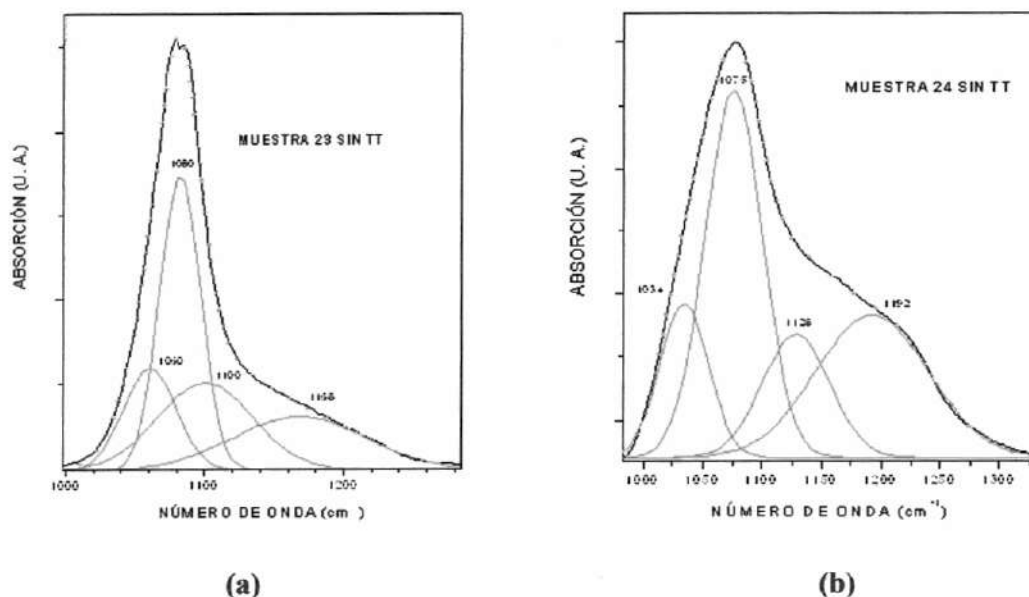 MUESTRA 23 SIN TT
1080
1060
1100
1168
ABSORCIÓN (U. A.)
1000
1100
1200
NÚMERO DE ONDA (cm⁻)
(a)
MUESTRA 24 SIN TT
1075
1034
1128
1192
ABSORCIÓN (U. A.)
1000
1050
1100
1150
1200
1250
1300
NÚMERO DE ONDA (cm⁻¹)
(b)